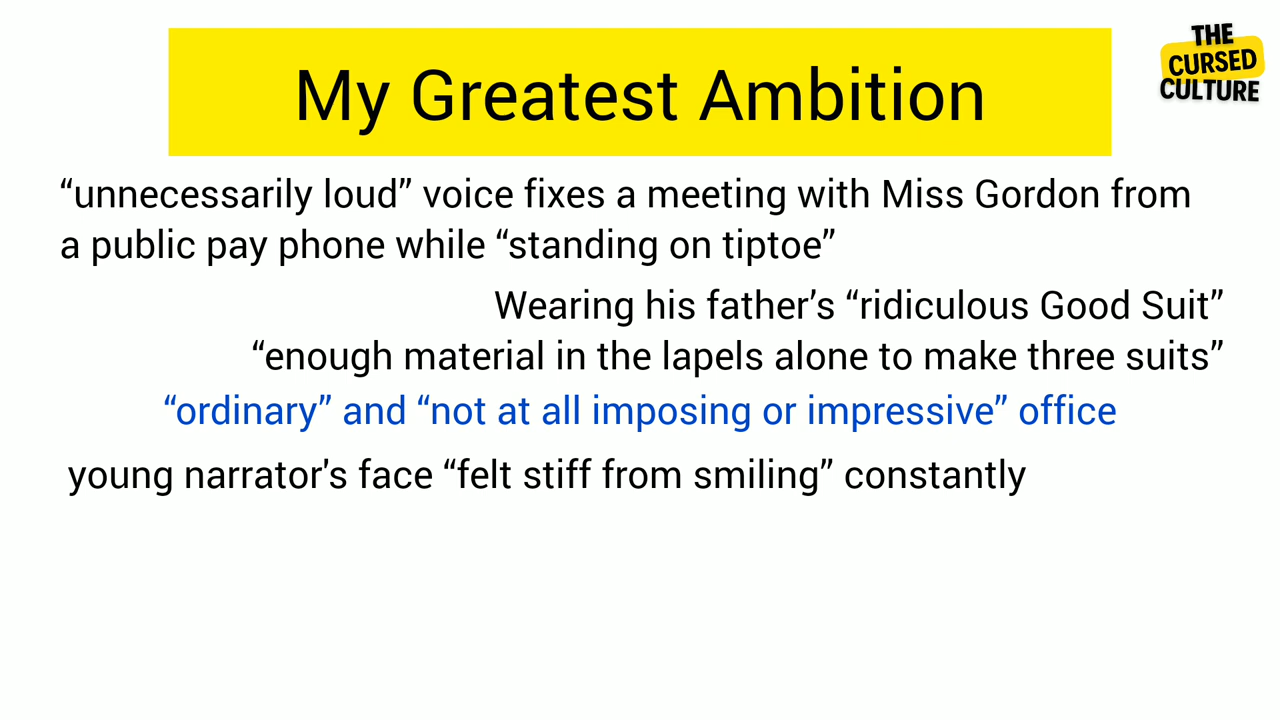 My Greatest Ambition
THE
CURSED
CULTURE
“unnecessarily loud” voice fixes a meeting with Miss Gordon from
a public pay phone while “standing on tiptoe”
Wearing his father’s “ridiculous Good Suit”
“enough material in the lapels alone to make three suits”
“ordinary” and “not at all imposing or impressive” office
young narrator's face “felt stiff from smiling” constantly